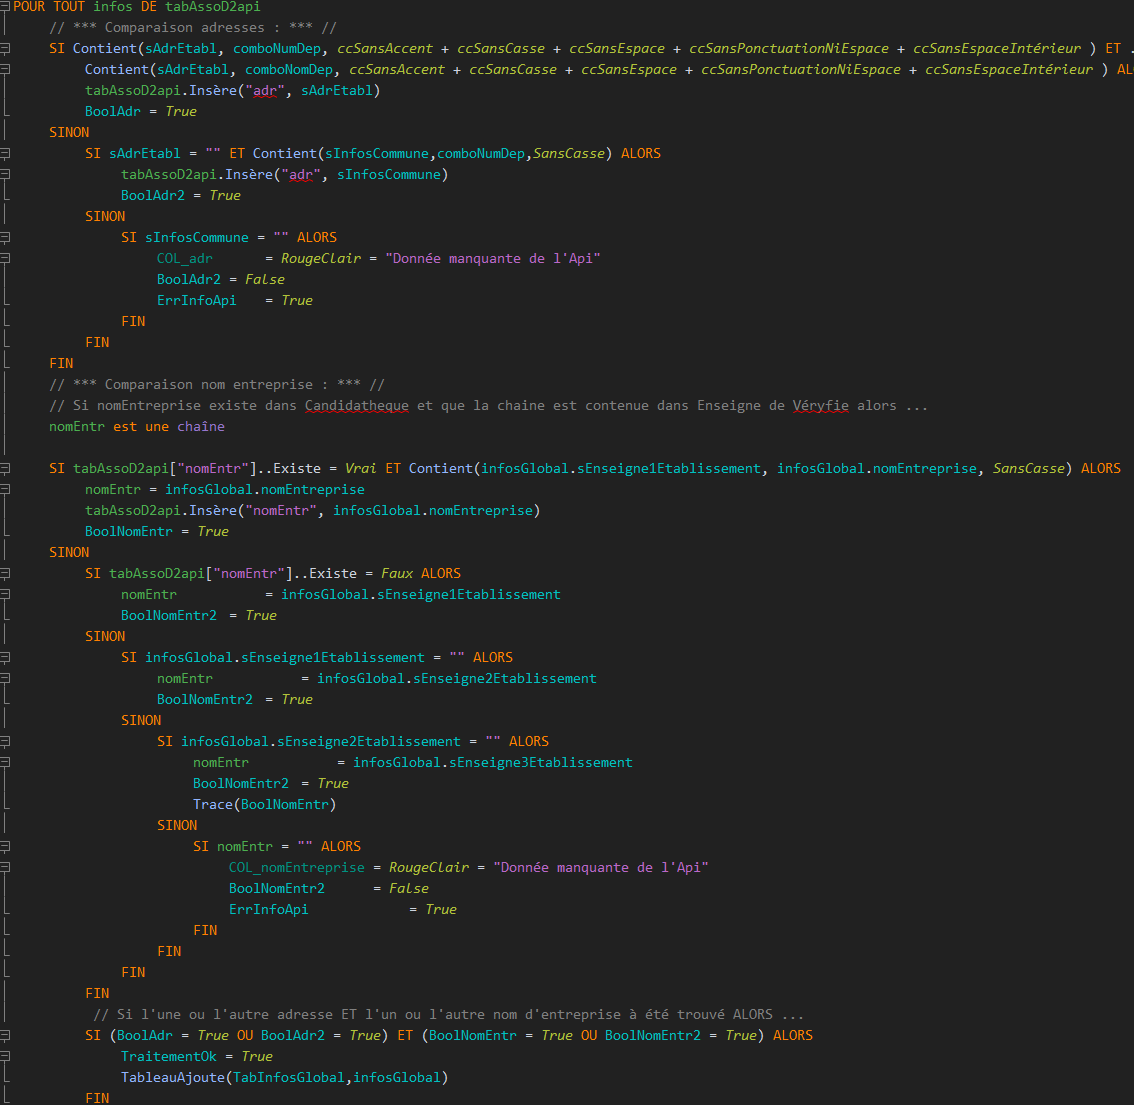 POUR TOUT infos DE tabAssoD2api
// *** Comparaison adresses : *** //
SI Contient(sAdrEtabl, comboNumDep, ccSansAccent + ccSansCasse + ccSansEspace + ccSansPonctuationNiEspace + ccSansEspaceIntérieur ) ET .
Contient(sAdrEtabl, comboNomDep, ccSansAccent + ccSansCasse + ccSansEspace + ccSansPonctuationNiEspace + ccSansEspaceIntérieur ) AL
tabAssoD2api.Insère("adr", sAdrEtabl)
BoolAdr = True
SINON
SI sAdrEtabl = "" ET Contient(sInfosCommune,comboNumDep,SansCasse) ALORS
tabAssoD2api.Insère("adr", sInfosCommune)
BoolAdr2 = True
SINON
SI sInfosCommune = "" ALORS
COL_adr = RougeClair = "Donnée manquante de l'Api"
BoolAdr2 = False
ErrInfoApi = True
FIN
FIN
FIN
// *** Comparaison nom entreprise : *** //
// Si nomEntreprise existe dans Candidatheque et que la chaine est contenue dans Enseigne de Véryfie alors ...
nomEntr est une chaîne
SI tabAssoD2api["nomEntr"]..Existe = Vrai ET Contient(infosGlobal.sEnseigne1Etablissement, infosGlobal.nomEntreprise, SansCasse) ALORS
nomEntr = infosGlobal.nomEntreprise
tabAssoD2api.Insère("nomEntr", infosGlobal.nomEntreprise)
BoolNomEntr = True
SINON
SI tabAssoD2api["nomEntr"]..Existe = Faux ALORS
nomEntr = infosGlobal.sEnseigne1Etablissement
BoolNomEntr2 = True
SINON
SI infosGlobal.sEnseigne1Etablissement = "" ALORS
nomEntr = infosGlobal.sEnseigne2Etablissement
BoolNomEntr2 = True
SINON
SI infosGlobal.sEnseigne2Etablissement = "" ALORS
nomEntr = infosGlobal.sEnseigne3Etablissement
BoolNomEntr2 = True
Trace(BoolNomEntr)
SINON
SI nomEntr = "" ALORS
COL_nomEntreprise = RougeClair = "Donnée manquante de l'Api"
BoolNomEntr2 = False
ErrInfoApi = True
FIN
FIN
FIN
FIN
// Si l'une ou l'autre adresse ET l'un ou l'autre nom d'entreprise à été trouvé ALORS ...
SI (BoolAdr = True OU BoolAdr2 = True) ET (BoolNomEntr = True OU BoolNomEntr2 = True) ALORS
TraitementOk = True
TableauAjoute(TabInfosGlobal,infosGlobal)
FIN